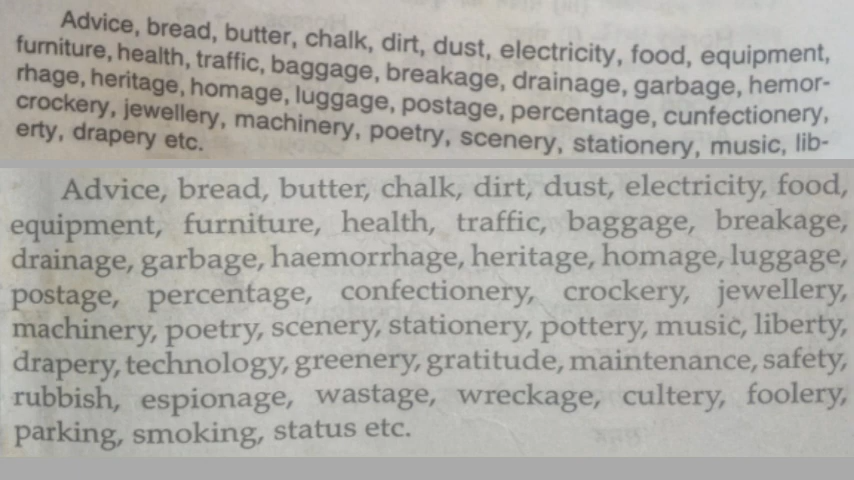 Advice, bread, butter, chalk, dirt, dust, electricity, food, equipment,
furniture, health, traffic, baggage, breakage, drainage, garbage, hemor-
rhage, heritage, homage, luggage, postage, percentage, cunfectionery,
crockery, jewellery, machinery, poetry, scenery, stationery, music, lib-
erty, drapery etc.
Advice, bread, butter, chalk, dirt, dust, electricity, food,
equipment, furniture, health, traffic, baggage, breakage,
drainage, garbage, haemorrhage, heritage, homage, luggage,
postage, percentage, confectionery, crockery, jewellery,
machinery, poetry, scenery, stationery, pottery, music, liberty,
drapery, technology, greenery, gratitude, maintenance, safety,
rubbish, espionage, wastage, wreckage, cultery, foolery,
parking, smoking, status etc.